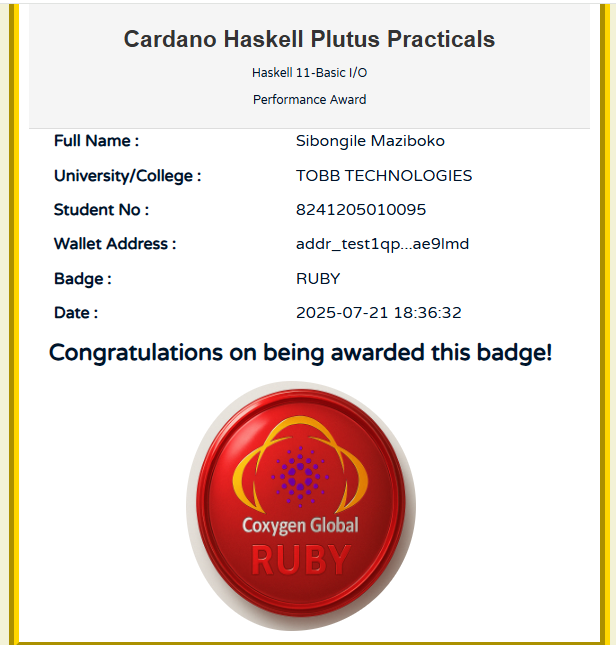 Cardano Haskell Plutus Practicals
Haskell 11-Basic I/O
Performance Award
Full Name : Sibongile Maziboko
University/College : TOBB TECHNOLOGIES
Student No : 8241205010095
Wallet Address : addr_test1qp...ae9lmd
Badge : RUBY
Date : 2025-07-21 18:36:32
Congratulations on being awarded this badge!
Coxygen Global
RUBY